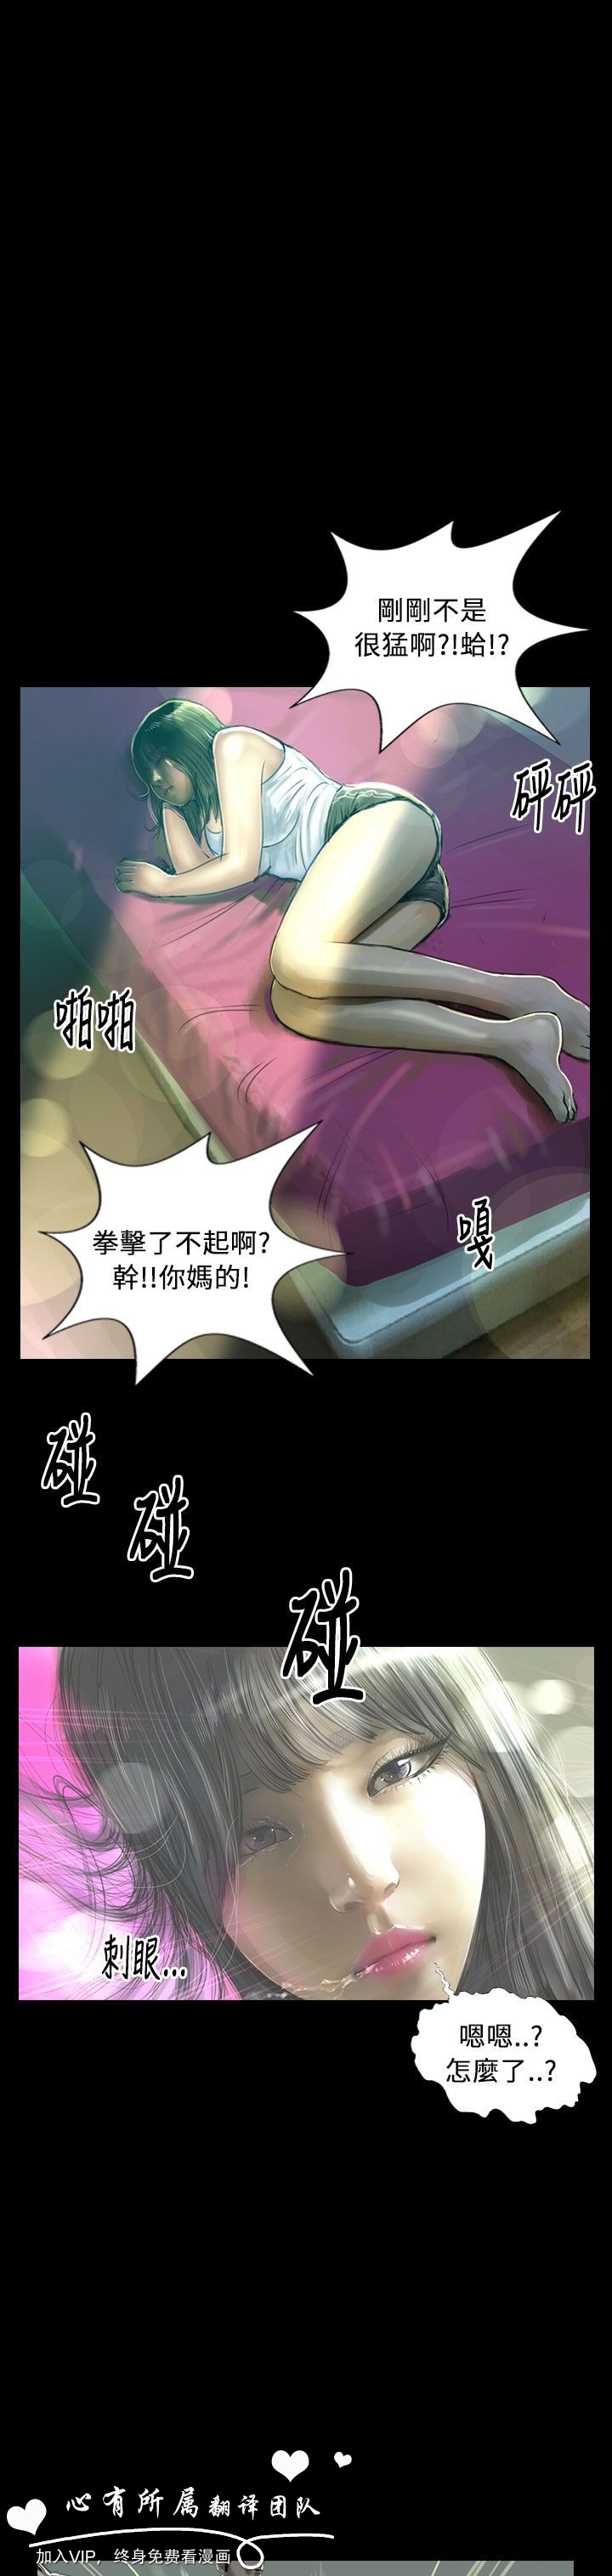 剛剛不是
很猛啊?!蛤!?
砰砰
啪啪
嘎
拳擊了不起啊?
幹!!你媽的!
碰
碰
碰
刺眼...
嗯嗯..?
怎麼了..?
心有所属翻译团队
加入VIP，终身免费看漫画